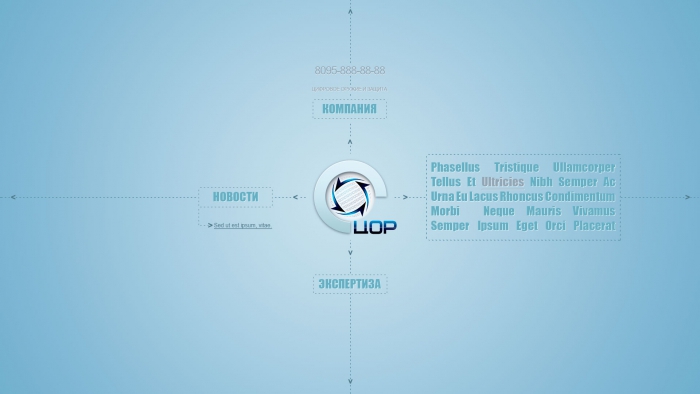 8095-888-88-88
КОМПАНИЯ
НОВОСТИ
> Sed ut est ipsum, vitae.
ЦОР
Phasellus Tristique Ullamcorper
Tellus Et Ultricies Nibh Semper Ac
Urna Eu Lacus Rhoncus Condimentum
Morbi Neque Mauris Vivamus
Semper Ipsum Eget Orci Placerat
ЭКСПЕРТИЗА